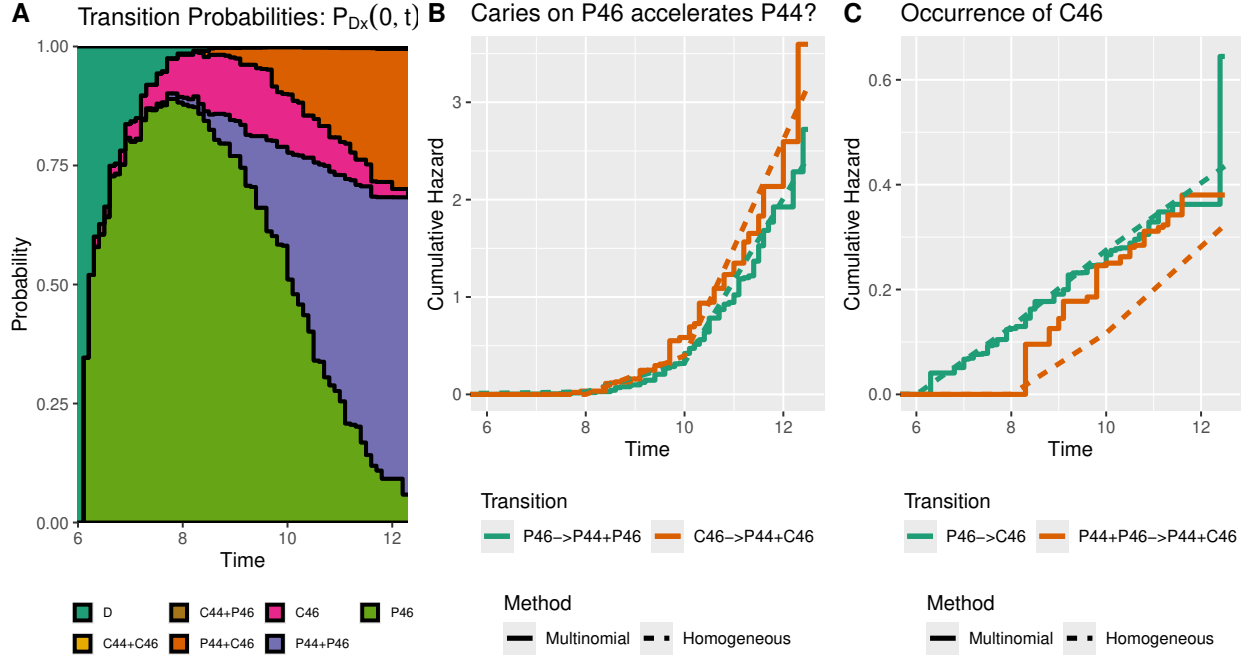 A
Transition Probabilities: P_Dx(0, t)
1.00
0.75
0.50
0.25
0.00
Probability
6
8
10
12
Time
D
C44+P46
C46
P46
C44+C46
P44+C46
P44+P46
B
Caries on P46 accelerates P44?
3
2
1
0
Cumulative Hazard
6
8
10
12
Time
Transition
P46−>P44+P46
C46−>P44+C46
Method
Multinomial
Homogeneous
C
Occurrence of C46
0.6
0.4
0.2
0.0
Cumulative Hazard
6
8
10
12
Time
Transition
P46−>C46
P44+P46−>P44+C46
Method
Multinomial
Homogeneous